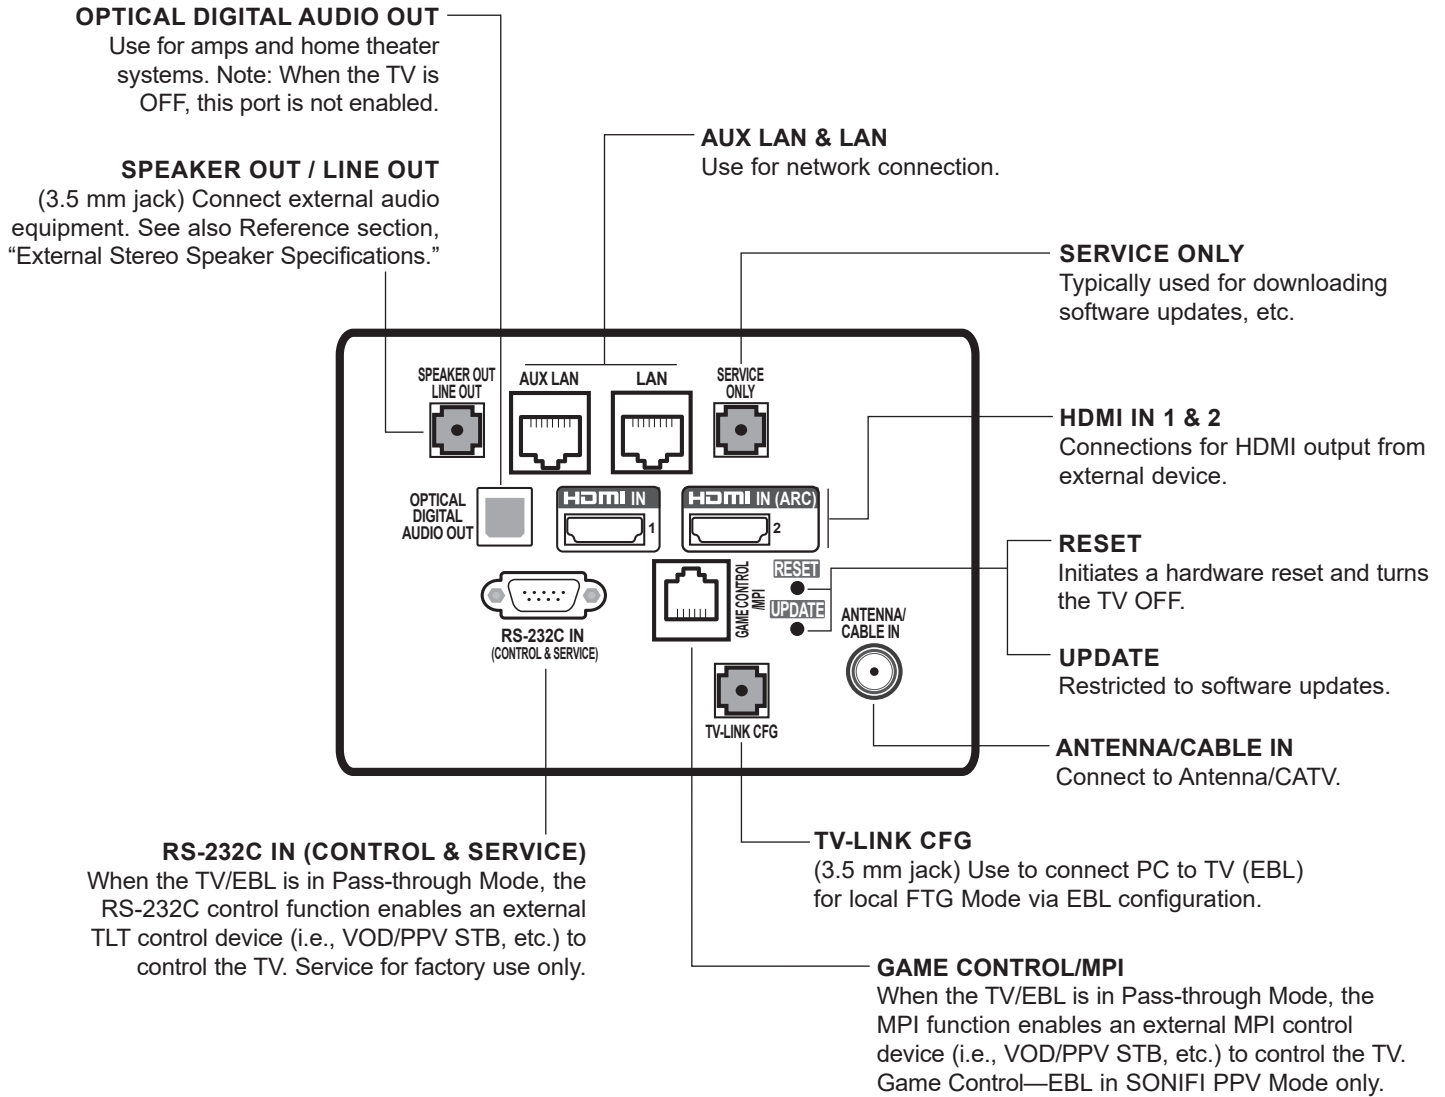 OPTICAL DIGITAL AUDIO OUT
Use for amps and home theater
systems. Note: When the TV is
OFF, this port is not enabled.
SPEAKER OUT / LINE OUT
(3.5 mm jack) Connect external audio
equipment. See also Reference section,
“External Stereo Speaker Specifications.”
AUX LAN & LAN
Use for network connection.
SERVICE ONLY
Typically used for downloading
software updates, etc.
HDMI IN 1 & 2
Connections for HDMI output from
external device.
RESET
Initiates a hardware reset and turns
the TV OFF.
UPDATE
Restricted to software updates.
ANTENNA/CABLE IN
Connect to Antenna/CATV.
SPEAKER OUT
LINE OUT
AUX LAN
LAN
SERVICE
ONLY
OPTICAL
DIGITAL
AUDIO OUT
HDMI IN
1
HDMI IN (ARC)
2
RS-232C IN
(CONTROL & SERVICE)
GAME CONTROL
/MPI
RESET
UPDATE
ANTENNA/
CABLE IN
TV-LINK CFG
RS-232C IN (CONTROL & SERVICE)
When the TV/EBL is in Pass-through Mode, the
RS-232C control function enables an external
TLT control device (i.e., VOD/PPV STB, etc.) to
control the TV. Service for factory use only.
TV-LINK CFG
(3.5 mm jack) Use to connect PC to TV (EBL)
for local FTG Mode via EBL configuration.
GAME CONTROL/MPI
When the TV/EBL is in Pass-through Mode, the
MPI function enables an external MPI control
device (i.e., VOD/PPV STB, etc.) to control the TV.
Game Control—EBL in SONIFI PPV Mode only.